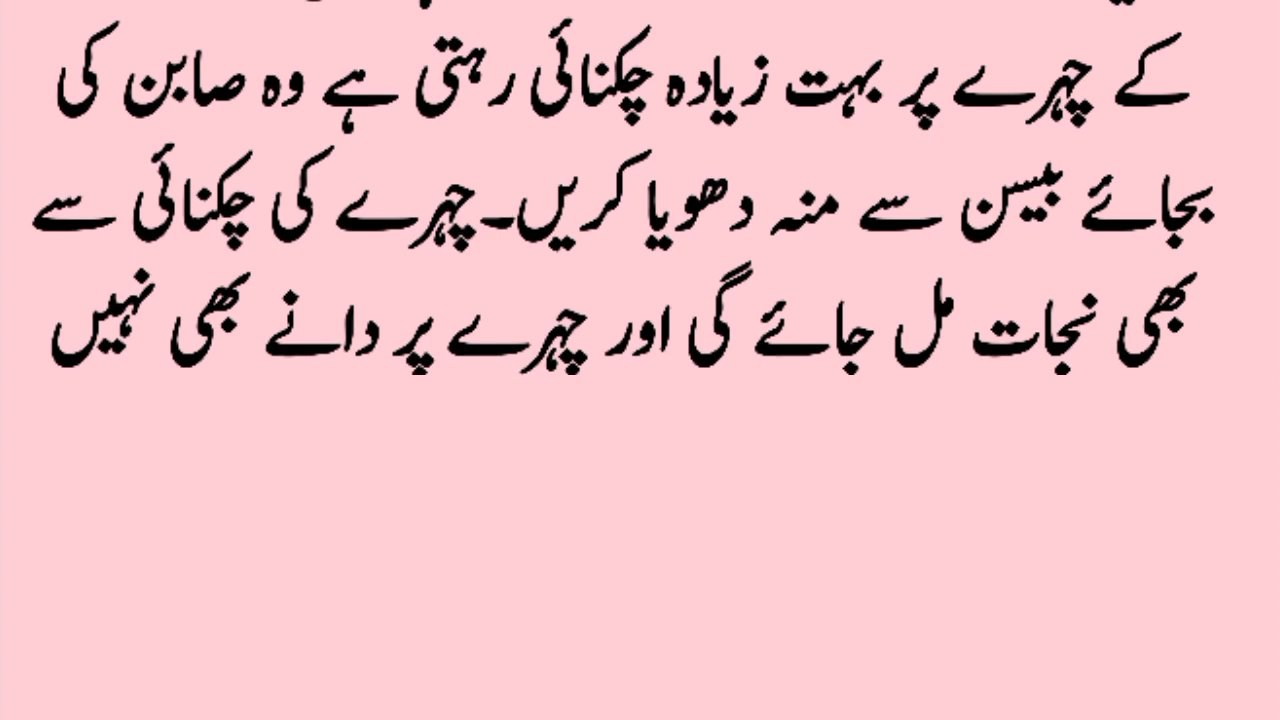 کے چہرے پر بہت زیادہ چکنائی رہتی ہے وہ صابن کی
بجائے بیسن سے منہ دھویا کریں۔چہرے کی چکنائی سے
بھی نجات مل جائے گی اور چہرے پر دانے بھی نہیں